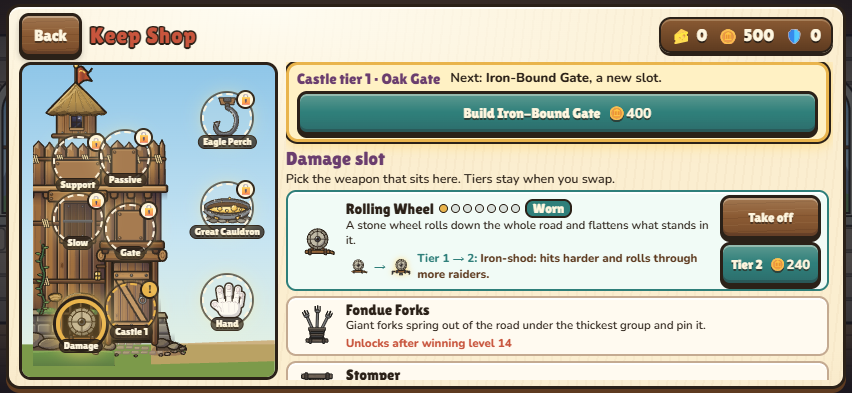 Back
Keep Shop
0
500
0
Castle tier 1 · Oak Gate Next: Iron-Bound Gate, a new slot.
Build Iron-Bound Gate 400
Eagle Perch
Support
Passive
Great Cauldron
Slow
Gate
!
Hand
Damage
Castle 1
Damage slot
Pick the weapon that sits here. Tiers stay when you swap.
Rolling Wheel Worn
A stone wheel rolls down the whole road and flattens what stands in
it.
→ Tier 1 → 2: Iron-shod: hits harder and rolls through
more raiders.
Take off
Tier 2 240
Fondue Forks
Giant forks spring out of the road under the thickest group and pin it.
Unlocks after winning level 14
Stomper